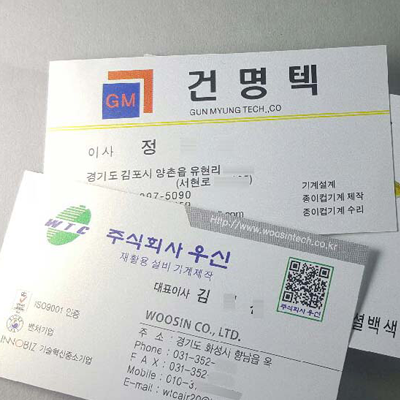 GM
건명텍
GUN MYUNG TECH.,CO
이사 정
경기도 김포시 양촌읍 유현리
(서현로
기계설계
종이컵기계 제작
종이컵기계 수리
997-5090
.com
WTC
주식회사 우신
재활용 설비 기계제작
http://www.woosintech.co.kr
대표이사 김
주식회사 우신
ISO9001 인증
벤처기업
INNOBIZ 기술혁신중소기업
WOOSIN CO., LTD.
주 소 : 경기도 화성시 향남읍
Phone : 031-352-
F A X : 031-352-
Mobile : 010-3
E-mail : wtcair20
별백색